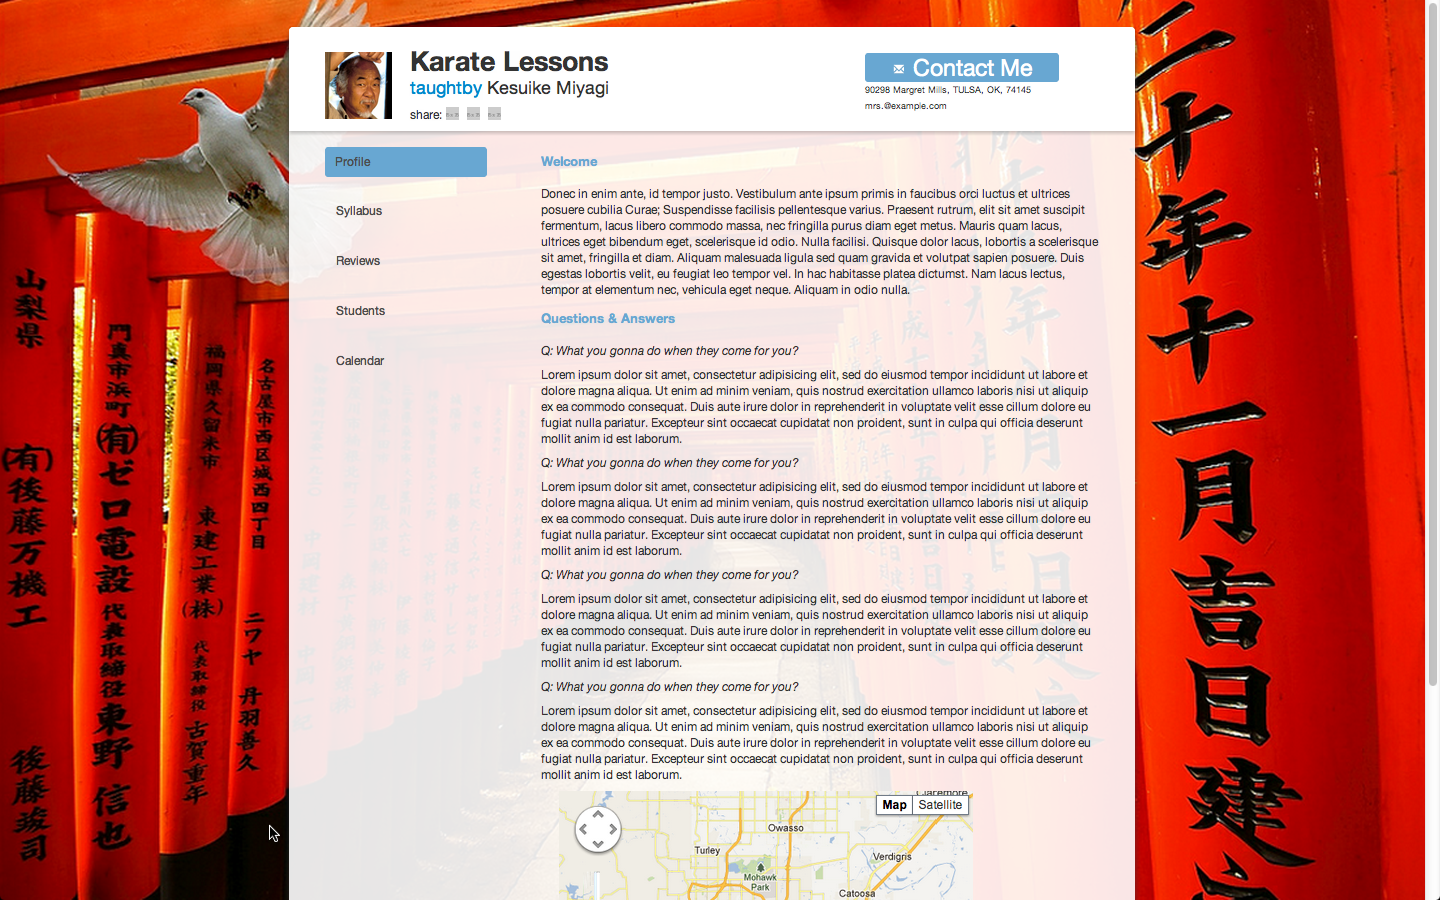 Karate Lessons
taughtby Kesuike Miyagi
share:
Contact Me
90298 Margret Mills, TULSA, OK, 74145
mrs.@example.com
Profile
Syllabus
Reviews
Students
Calendar
Welcome
Donec in enim ante, id tempor justo. Vestibulum ante ipsum primis in faucibus orci luctus et ultrices
posuere cubilia Curae; Suspendisse facilisis pellentesque varius. Praesent rutrum, elit sit amet suscipit
fermentum, lacus libero commodo massa, nec fringilla purus diam eget metus. Mauris quam lacus,
ultrices eget bibendum eget, scelerisque id odio. Nulla facilisi. Quisque dolor lacus, lobortis a scelerisque
sit amet, fringilla et diam. Aliquam malesuada ligula sed quam gravida et volutpat sapien posuere. Duis
egestas lobortis velit, eu feugiat leo tempor vel. In hac habitasse platea dictumst. Nam lacus lectus,
tempor at elementum nec, vehicula eget neque. Aliquam in odio nulla.
Questions & Answers
Q: What you gonna do when they come for you?
Lorem ipsum dolor sit amet, consectetur adipisicing elit, sed do eiusmod tempor incididunt ut labore et
dolore magna aliqua. Ut enim ad minim veniam, quis nostrud exercitation ullamco laboris nisi ut aliquip
ex ea commodo consequat. Duis aute irure dolor in reprehenderit in voluptate velit esse cillum dolore eu
fugiat nulla pariatur. Excepteur sint occaecat cupidatat non proident, sunt in culpa qui officia deserunt
mollit anim id est laborum.
Q: What you gonna do when they come for you?
Lorem ipsum dolor sit amet, consectetur adipisicing elit, sed do eiusmod tempor incididunt ut labore et
dolore magna aliqua. Ut enim ad minim veniam, quis nostrud exercitation ullamco laboris nisi ut aliquip
ex ea commodo consequat. Duis aute irure dolor in reprehenderit in voluptate velit esse cillum dolore eu
fugiat nulla pariatur. Excepteur sint occaecat cupidatat non proident, sunt in culpa qui officia deserunt
mollit anim id est laborum.
Q: What you gonna do when they come for you?
Lorem ipsum dolor sit amet, consectetur adipisicing elit, sed do eiusmod tempor incididunt ut labore et
dolore magna aliqua. Ut enim ad minim veniam, quis nostrud exercitation ullamco laboris nisi ut aliquip
ex ea commodo consequat. Duis aute irure dolor in reprehenderit in voluptate velit esse cillum dolore eu
fugiat nulla pariatur. Excepteur sint occaecat cupidatat non proident, sunt in culpa qui officia deserunt
mollit anim id est laborum.
Q: What you gonna do when they come for you?
Lorem ipsum dolor sit amet, consectetur adipisicing elit, sed do eiusmod tempor incididunt ut labore et
dolore magna aliqua. Ut enim ad minim veniam, quis nostrud exercitation ullamco laboris nisi ut aliquip
ex ea commodo consequat. Duis aute irure dolor in reprehenderit in voluptate velit esse cillum dolore eu
fugiat nulla pariatur. Excepteur sint occaecat cupidatat non proident, sunt in culpa qui officia deserunt
mollit anim id est laborum.
Claremore
Map
Satellite
Owasso
Turley
Verdigris
Mohawk
Park
Catoosa
山梨県
(有)後藤万機工
後藤竣司
門真市浜町
(有)ゼロ電設
代表取締役東野信也
福岡県久留米市
東建工業(株)
代表取締役古賀重年
名古屋市西区城西四丁目
二ワヤ 丹羽善久
二十年十一月吉日建